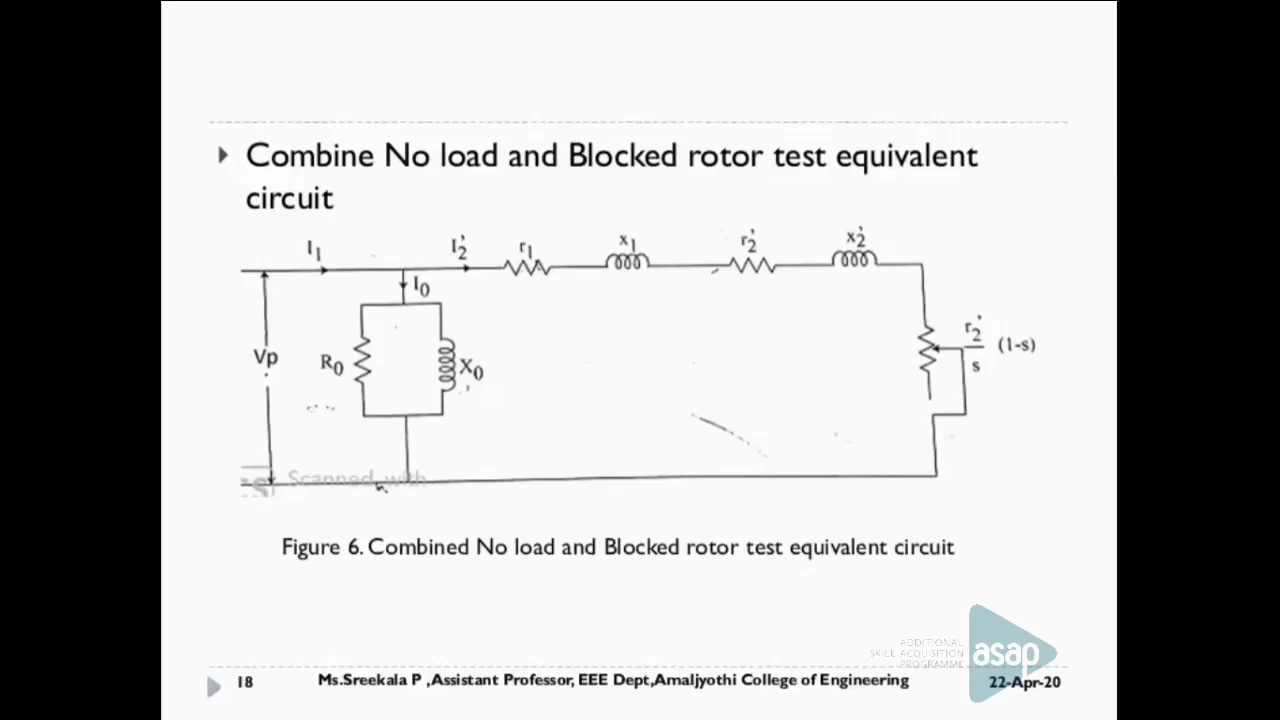 Combine No load and Blocked rotor test equivalent
circuit
I1
I2'
r1
x1
r2'
x2'
I0
Vp
R0
X0
r2'
s
(1-s)
Scanned with
Figure 6. Combined No load and Blocked rotor test equivalent circuit
ADDITIONAL
SKILL ACQUISITION
PROGRAMME
asap
18
Ms.Sreekala P ,Assistant Professor, EEE Dept,Amaljyothi College of Engineering
22-Apr-20